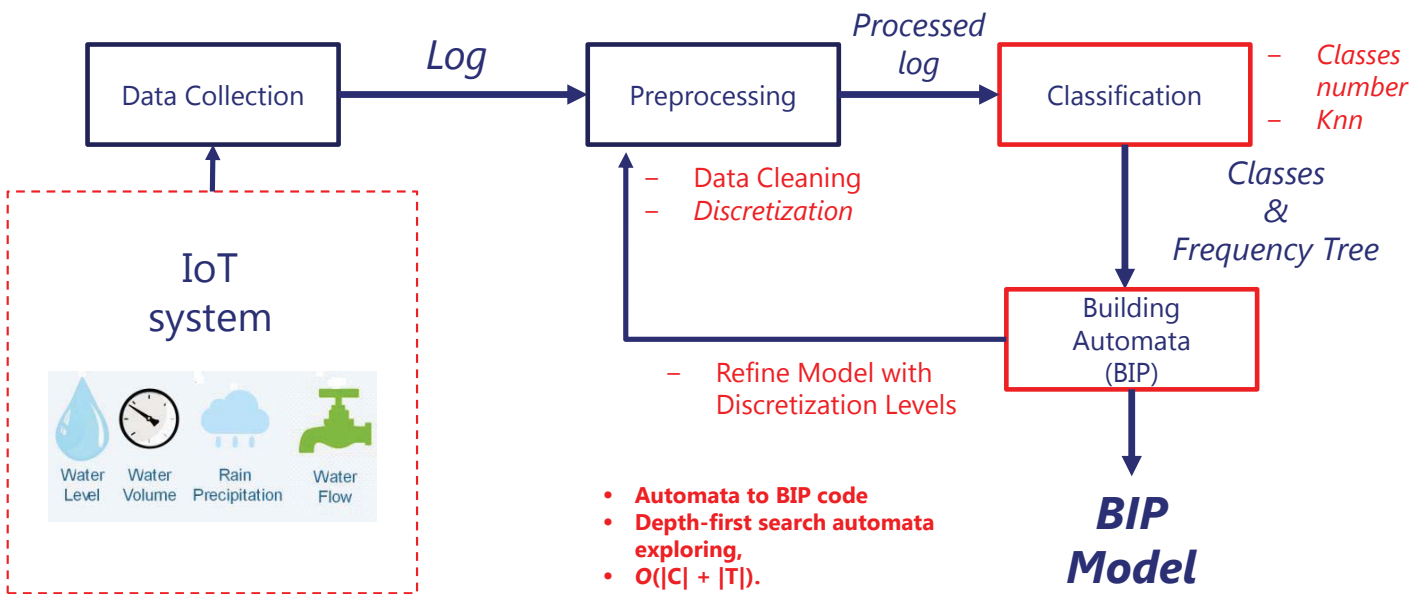 Data Collection
Log
Preprocessing
Processed
log
Classification
– Classes
number
– Knn
– Data Cleaning
– Discretization
Classes
&
Frequency Tree
IoT
system
Water
Level
Water
Volume
Rain
Precipitation
Water
Flow
Building
Automata
(BIP)
– Refine Model with
Discretization Levels
• Automata to BIP code
• Depth-first search automata
exploring,
• O(|C| + |T|).
BIP
Model